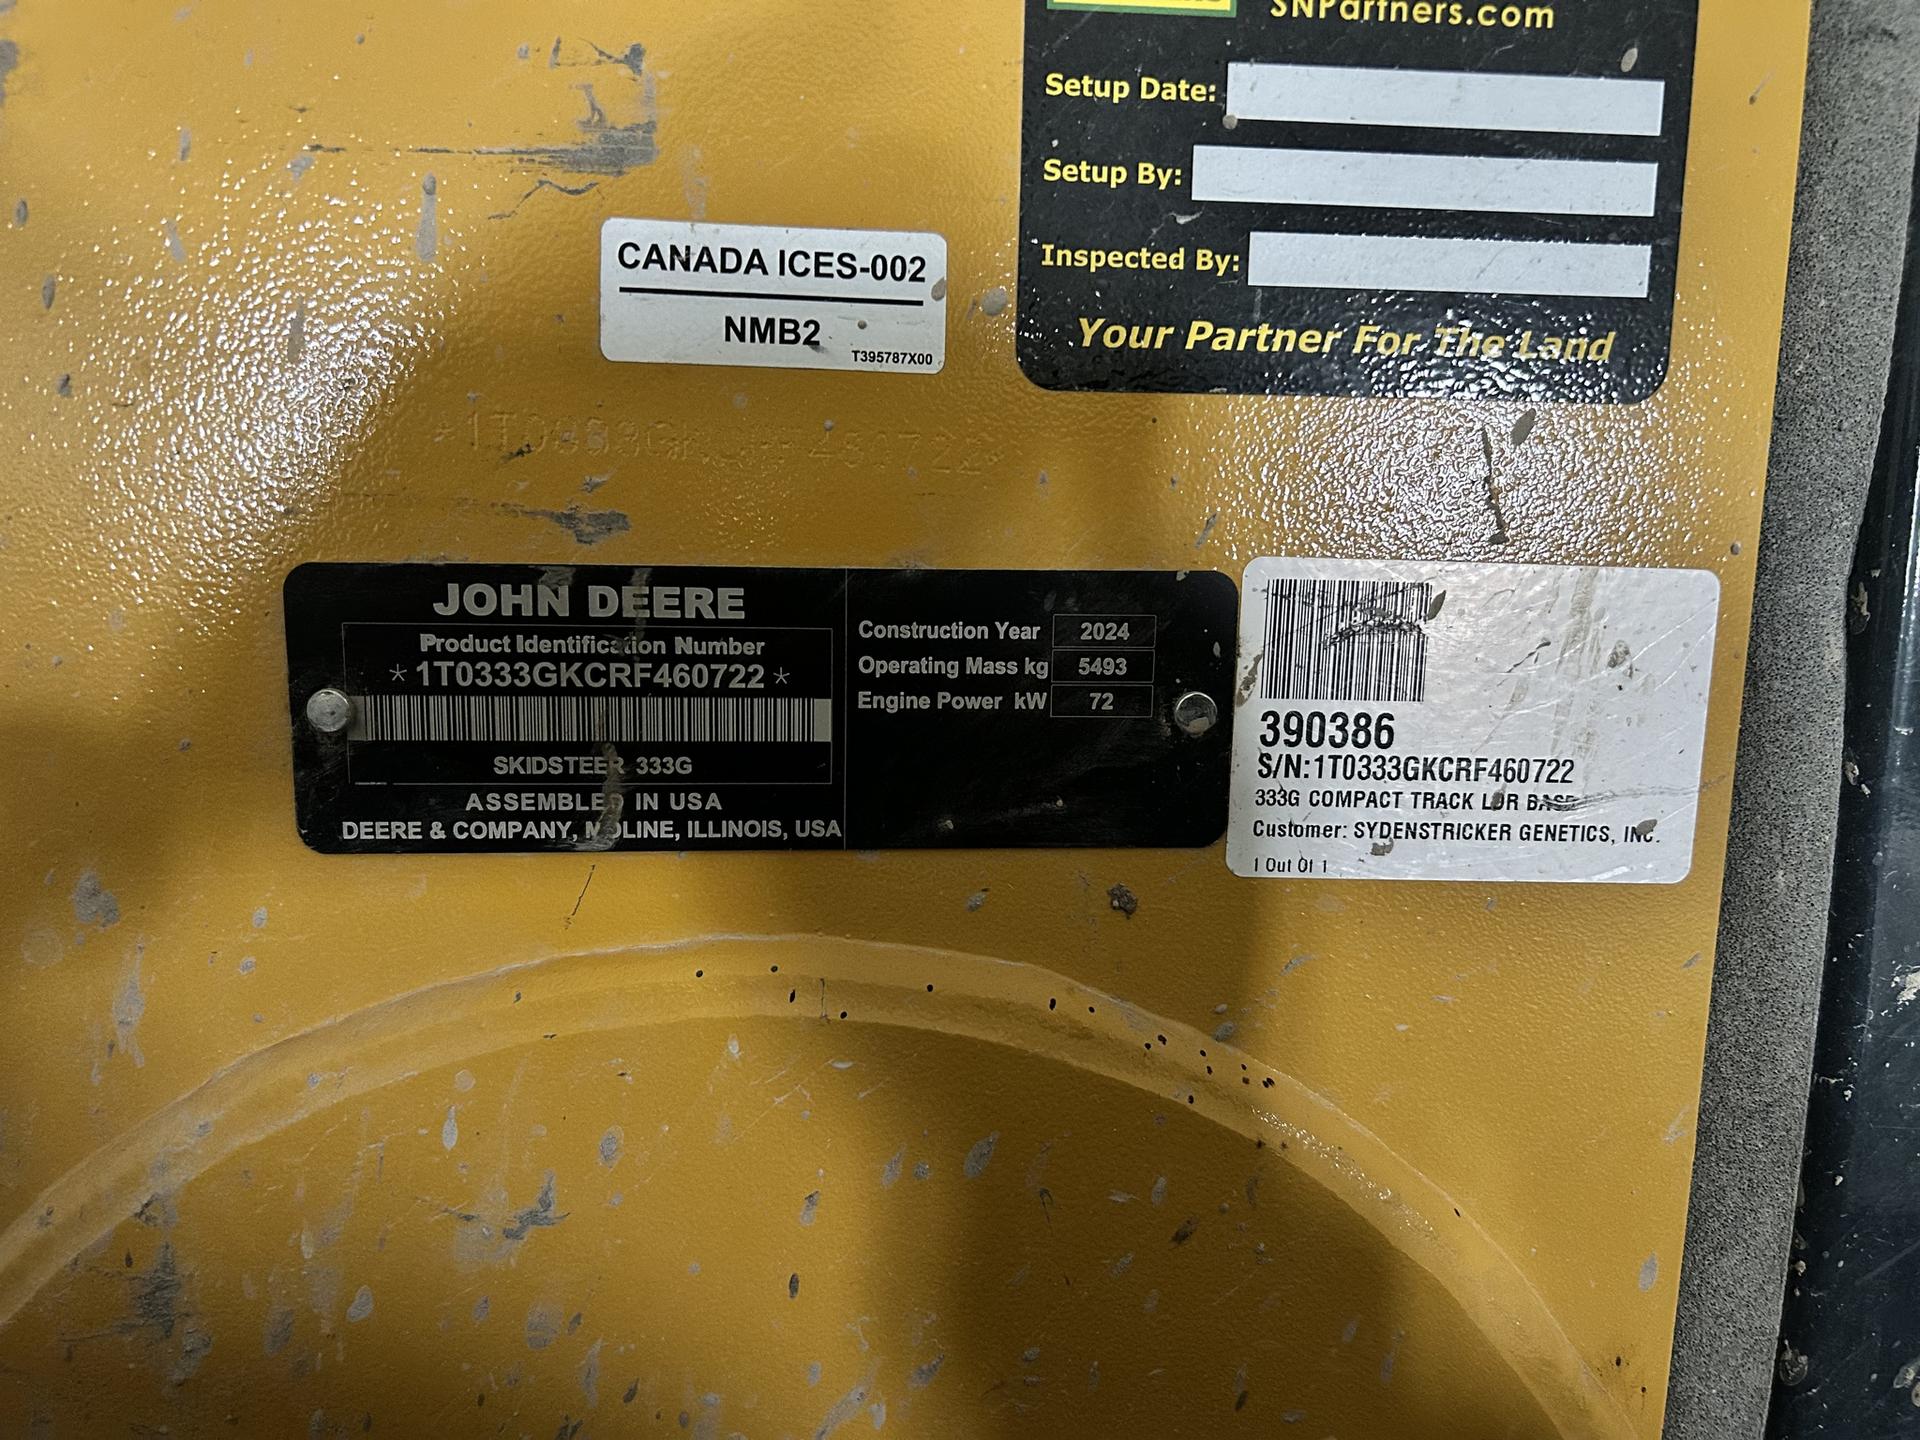 SNPartners.com
Setup Date:
Setup By:
Inspected By:
Your Partner For The Land
CANADA ICES-002
NMB2
T395787X00
JOHN DEERE
Product Identification Number
*1T0333GKCRF460722*
SKIDSTEER 333G
ASSEMBLED IN USA
DEERE & COMPANY, MOLINE, ILLINOIS, USA
Construction Year 2024
Operating Mass kg 5493
Engine Power kW 72
390386
S/N:1T0333GKCRF460722
333G COMPACT TRACK LDR BASE
Customer: SYDENSTRICKER GENETICS, INC.
1 Out Of 1